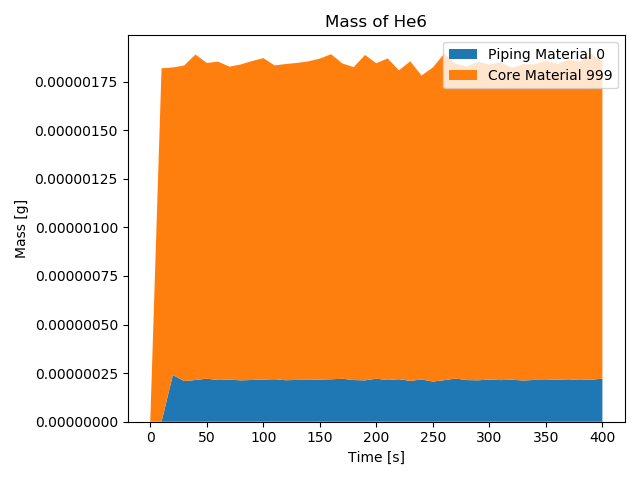 Mass of He6
Piping Material 0
Core Material 999
Mass [g]
0.00000175
0.00000150
0.00000125
0.00000100
0.00000075
0.00000050
0.00000025
0.00000000
0 50 100 150 200 250 300 350 400
Time [s]